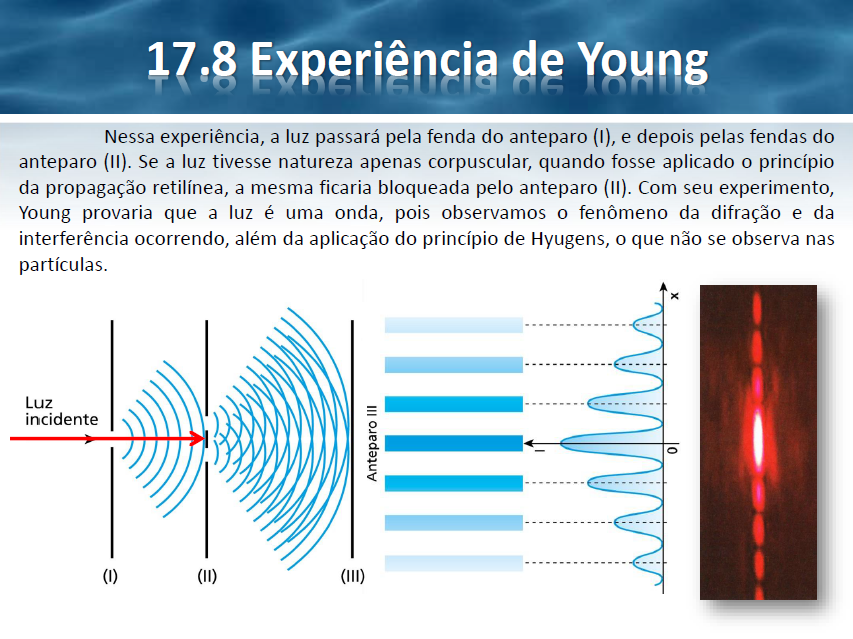 17.8 Experiência de Young
Nessa experiência, a luz passará pela fenda do anteparo (I), e depois pelas fendas do
anteparo (II). Se a luz tivesse natureza apenas corpuscular, quando fosse aplicado o princípio
da propagação retilínea, a mesma ficaria bloqueada pelo anteparo (II). Com seu experimento,
Young provaria que a luz é uma onda, pois observamos o fenômeno da difração e da
interferência ocorrendo, além da aplicação do princípio de Hyugens, o que não se observa nas
partículas.
Luz
incidente
(I)
(II)
(III)
Anteparo III
I
x
0